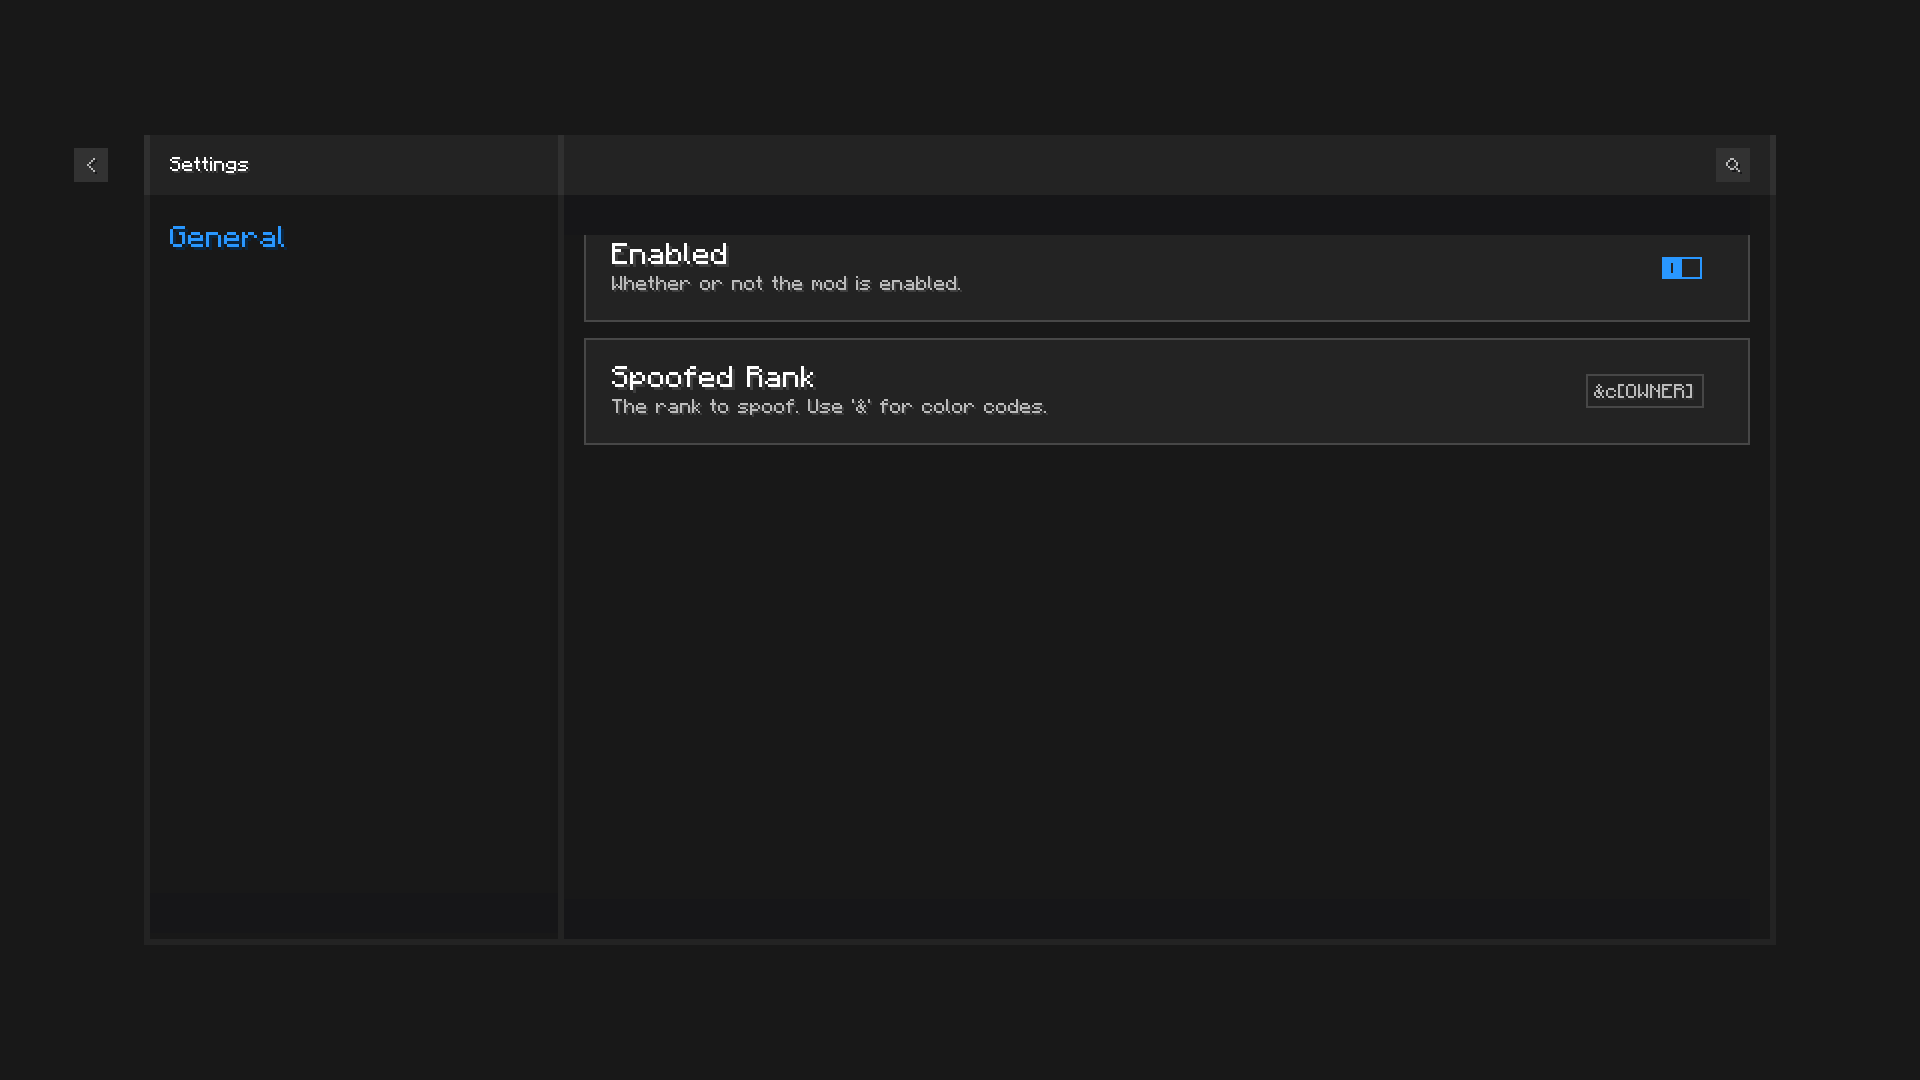 Settings
General
Enabled
Whether or not the mod is enabled.
Spoofed Rank
The rank to spoof. Use '&' for color codes.
&c[OWNER]